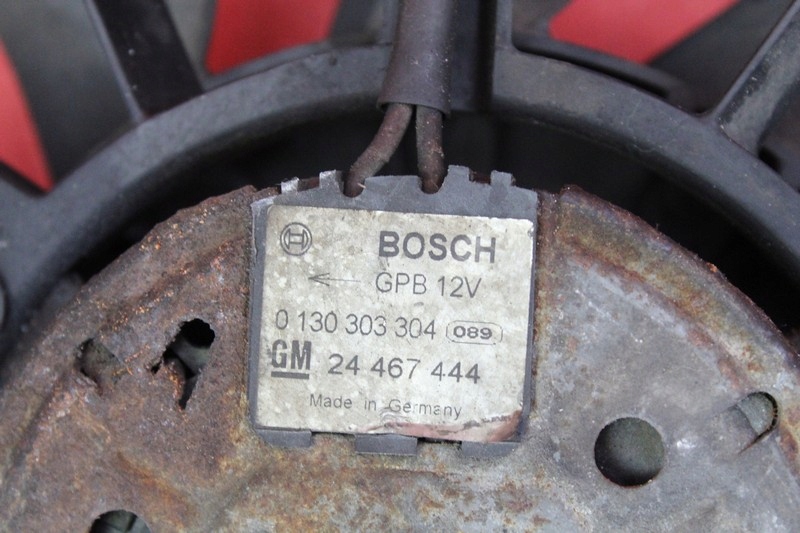 BOSCH
GPB 12V
0 130 303 304 089
GM 24 467 444
Made in Germany